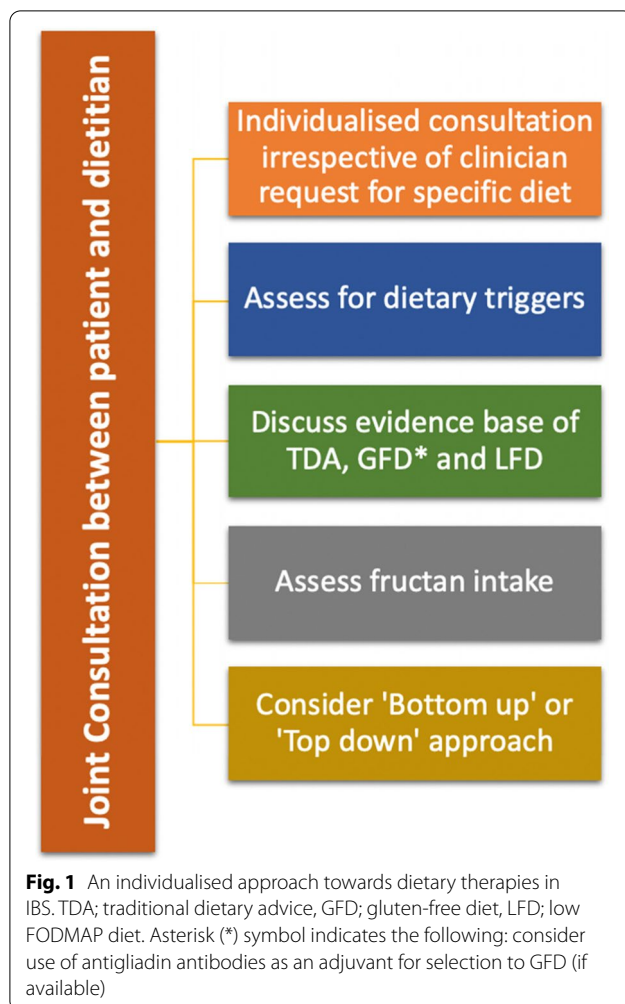 Joint Consultation between patient and dietitian
Individualised consultation
irrespective of clinician
request for specific diet
Assess for dietary triggers
Discuss evidence base of
TDA, GFD* and LFD
Assess fructan intake
Consider 'Bottom up' or
'Top down' approach
Fig. 1 An individualised approach towards dietary therapies in
IBS. TDA; traditional dietary advice, GFD; gluten-free diet, LFD; low
FODMAP diet. Asterisk (*) symbol indicates the following: consider
use of antigliadin antibodies as an adjuvant for selection to GFD (if
available)